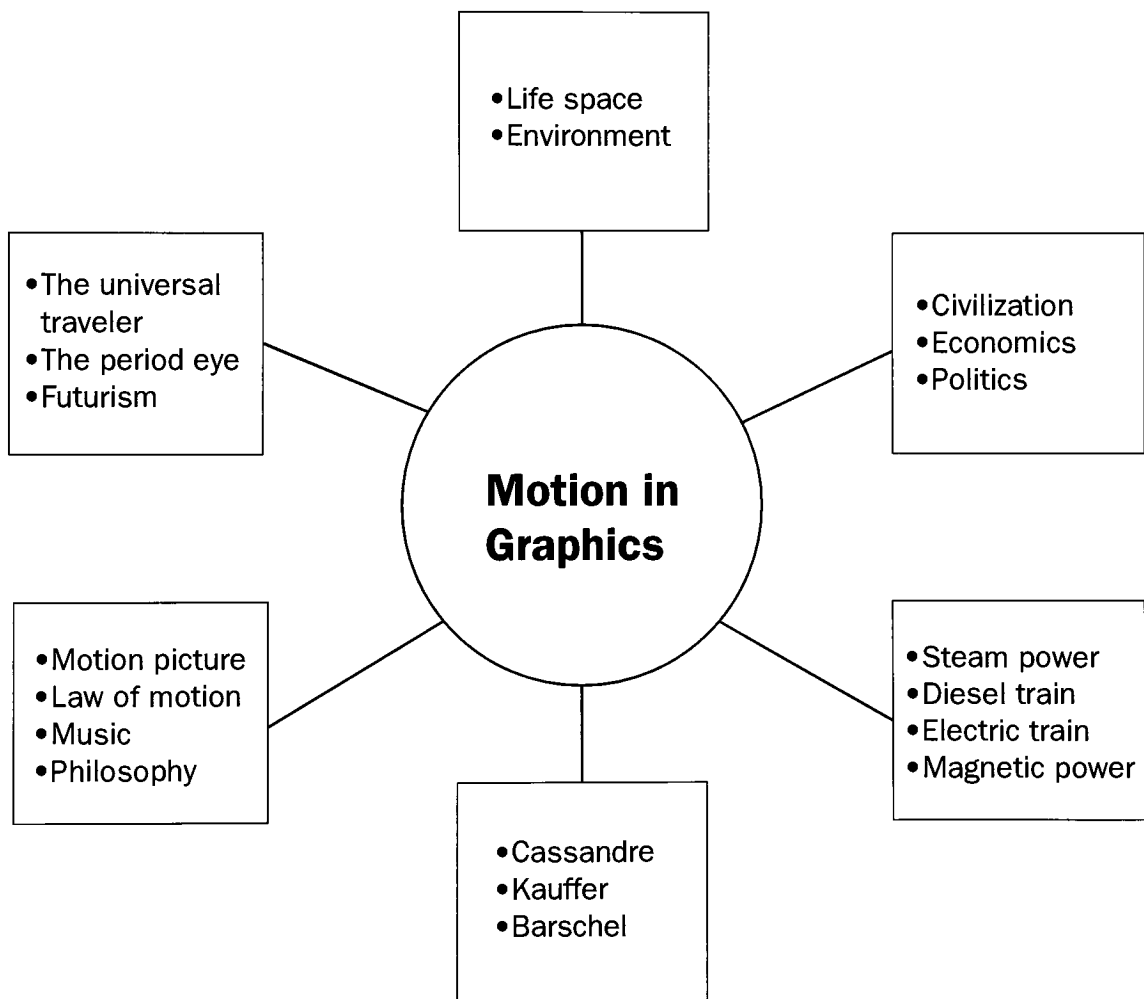 •Life space
•Environment
•The universal
traveler
•The period eye
•Futurism
•Civilization
•Economics
•Politics
Motion in
Graphics
•Motion picture
•Law of motion
•Music
•Philosophy
•Steam power
•Diesel train
•Electric train
•Magnetic power
•Cassandre
•Kauffer
•Barschel